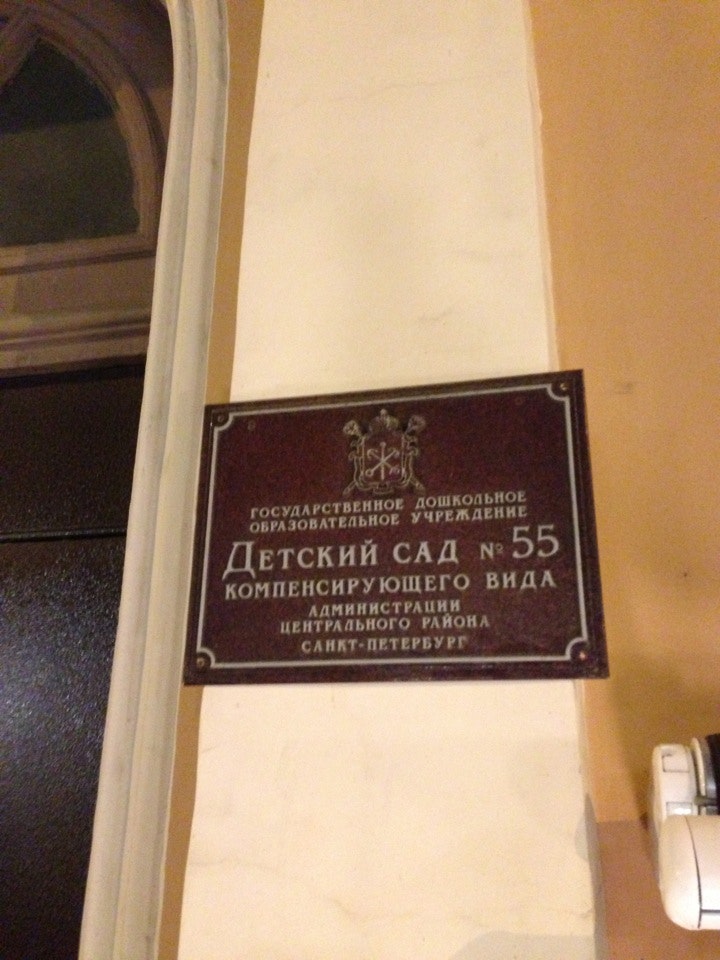 ГОСУДАРСТВЕННОЕ ДОШКОЛЬНОЕ
ОБРАЗОВАТЕЛЬНОЕ УЧРЕЖДЕНИЕ
ДЕТСКИЙ САД № 55
КОМПЕНСИРУЮЩЕГО ВИДА
АДМИНИСТРАЦИИ
ЦЕНТРАЛЬНОГО РАЙОНА
САНКТ-ПЕТЕРБУРГ